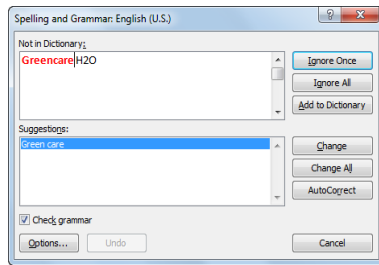 Spelling and Grammar: English (U.S.)
Not in Dictionary:
Greencare H2O
Ignore Once
Ignore All
Add to Dictionary
Suggestions:
Green care
Change
Change All
AutoCorrect
Check grammar
Options...
Undo
Cancel